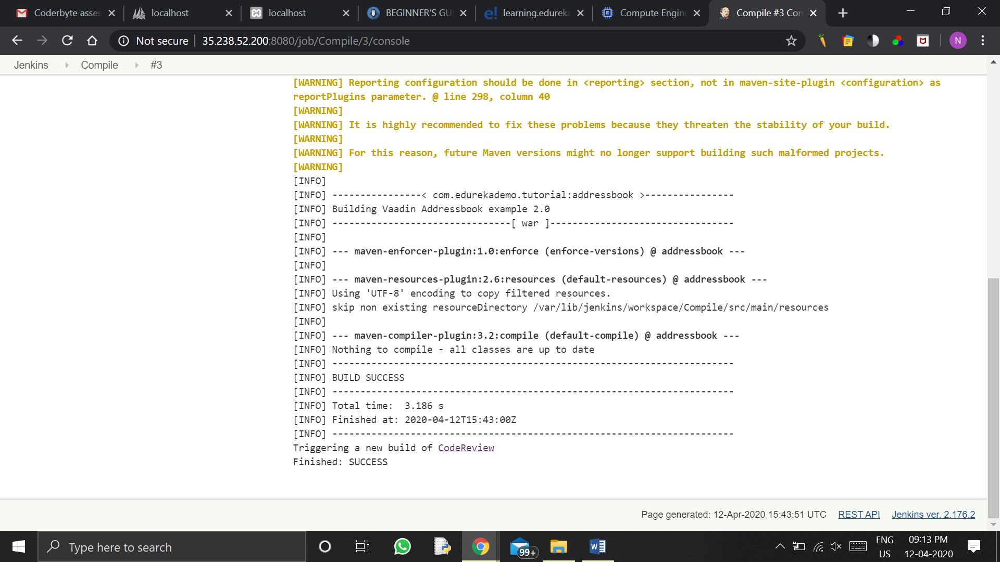 Coderbyte asses
localhost
localhost
BEGINNER'S GU
learning.edureka
Compute Engine
Compile #3 Con
Not secure
35.238.52.200:8080/job/Compile/3/console
N
Jenkins
Compile
#3
[WARNING] Reporting configuration should be done in <reporting> section, not in maven-site-plugin <configuration> as
reportPlugins parameter. @ line 298, column 40
[WARNING]
[WARNING] It is highly recommended to fix these problems because they threaten the stability of your build.
[WARNING]
[WARNING] For this reason, future Maven versions might no longer support building such malformed projects.
[WARNING]
[INFO]
[INFO] ----------------< com.edurekademo.tutorial:addressbook >----------------
[INFO] Building Vaadin Addressbook example 2.0
[INFO] --------------------------------[ war ]---------------------------------
[INFO]
[INFO] --- maven-enforcer-plugin:1.0:enforce (enforce-versions) @ addressbook ---
[INFO]
[INFO] --- maven-resources-plugin:2.6:resources (default-resources) @ addressbook ---
[INFO] Using 'UTF-8' encoding to copy filtered resources.
[INFO] skip non existing resourceDirectory /var/lib/jenkins/workspace/Compile/src/main/resources
[INFO]
[INFO] --- maven-compiler-plugin:3.2:compile (default-compile) @ addressbook ---
[INFO] Nothing to compile - all classes are up to date
[INFO] ------------------------------------------------------------------------
[INFO] BUILD SUCCESS
[INFO] ------------------------------------------------------------------------
[INFO] Total time:  3.186 s
[INFO] Finished at: 2020-04-12T15:43:00Z
[INFO] ------------------------------------------------------------------------
Triggering a new build of CodeReview
Finished: SUCCESS
Page generated: 12-Apr-2020 15:43:51 UTC
REST API
Jenkins ver. 2.176.2
Type here to search
99+
ENG
US
09:13 PM
12-04-2020